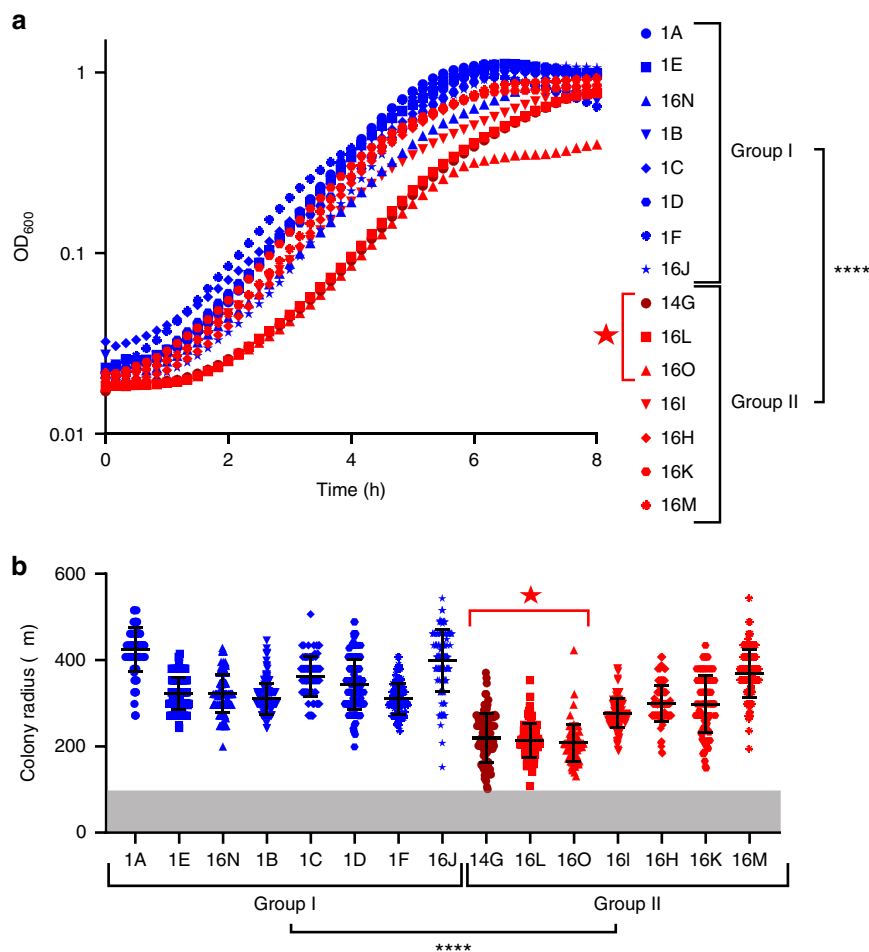 a
1
0.1
0.01
OD600
0
2
4
6
8
Time (h)
1A
1E
16N
1B
1C
1D
1F
16J
14G
16L
16O
16I
16H
16K
16M
Group I
Group II
****
b
600
400
200
0
Colony radius ( m)
1A 1E 16N 1B 1C 1D 1F 16J 14G 16L 16O 16I 16H 16K 16M
Group I Group II
****